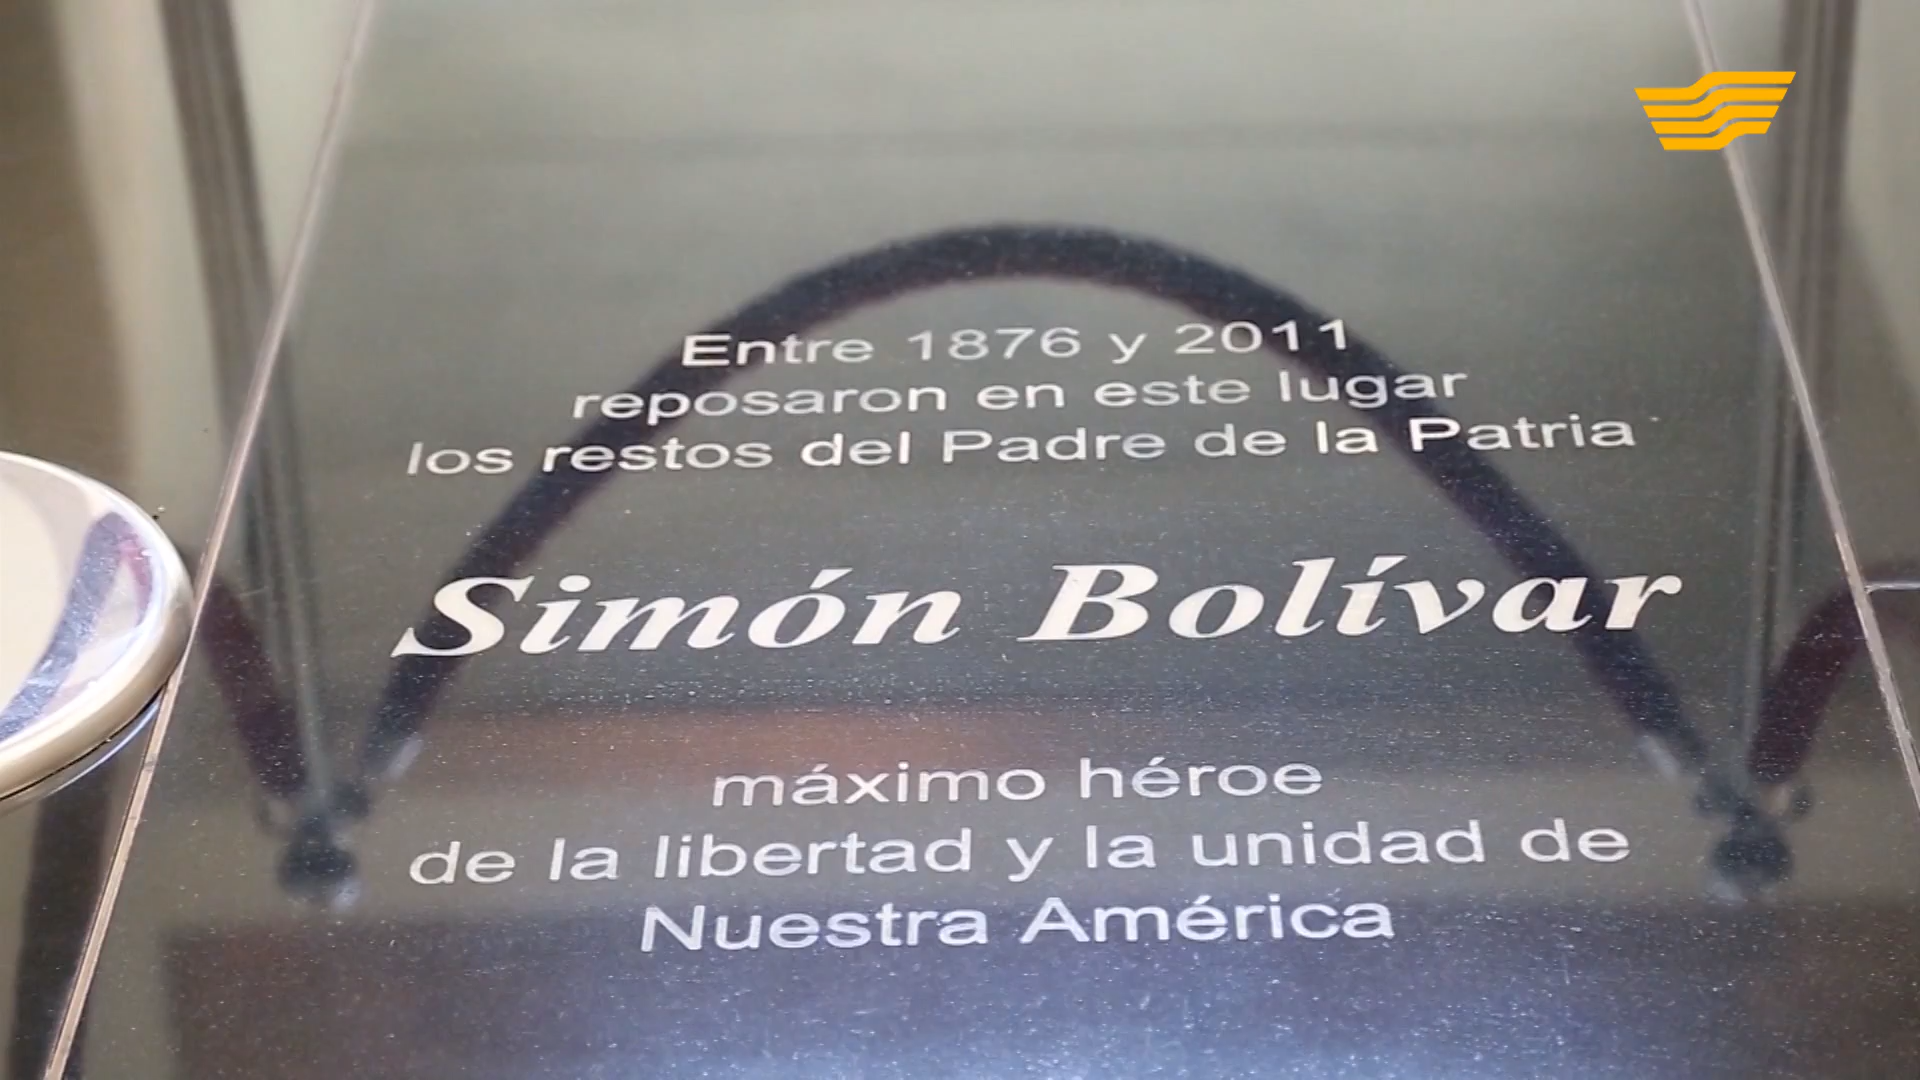 Entre 1876 y 2011
reposaron en este lugar
los restos del Padre de la Patria
Simón Bolívar
máximo héroe
de la libertad y la unidad de
Nuestra América